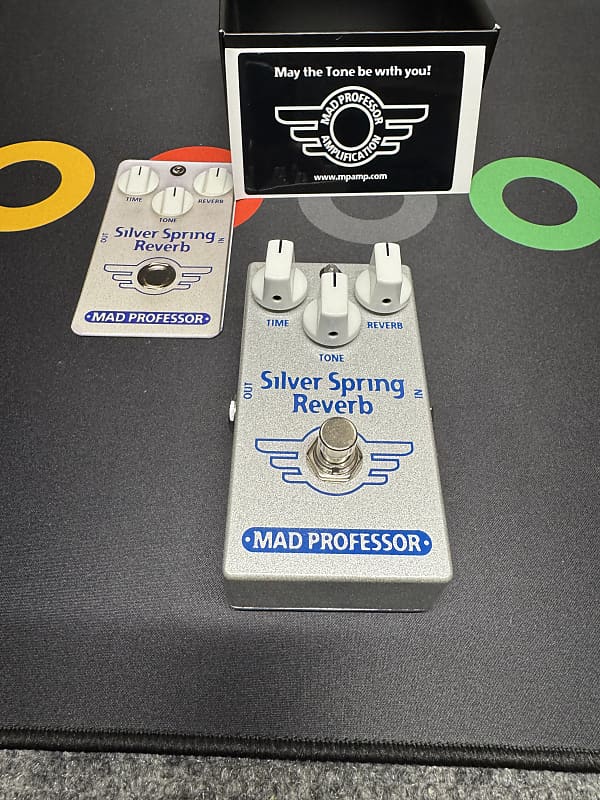 May the Tone be with you!
MAD PROFESSOR
AMPLIFICATION
www.mpamp.com
TIME
REVERB
TONE
OUT
IN
Silver Spring
Reverb
MAD PROFESSOR
TIME
REVERB
TONE
OUT
IN
Silver Spring
Reverb
MAD PROFESSOR